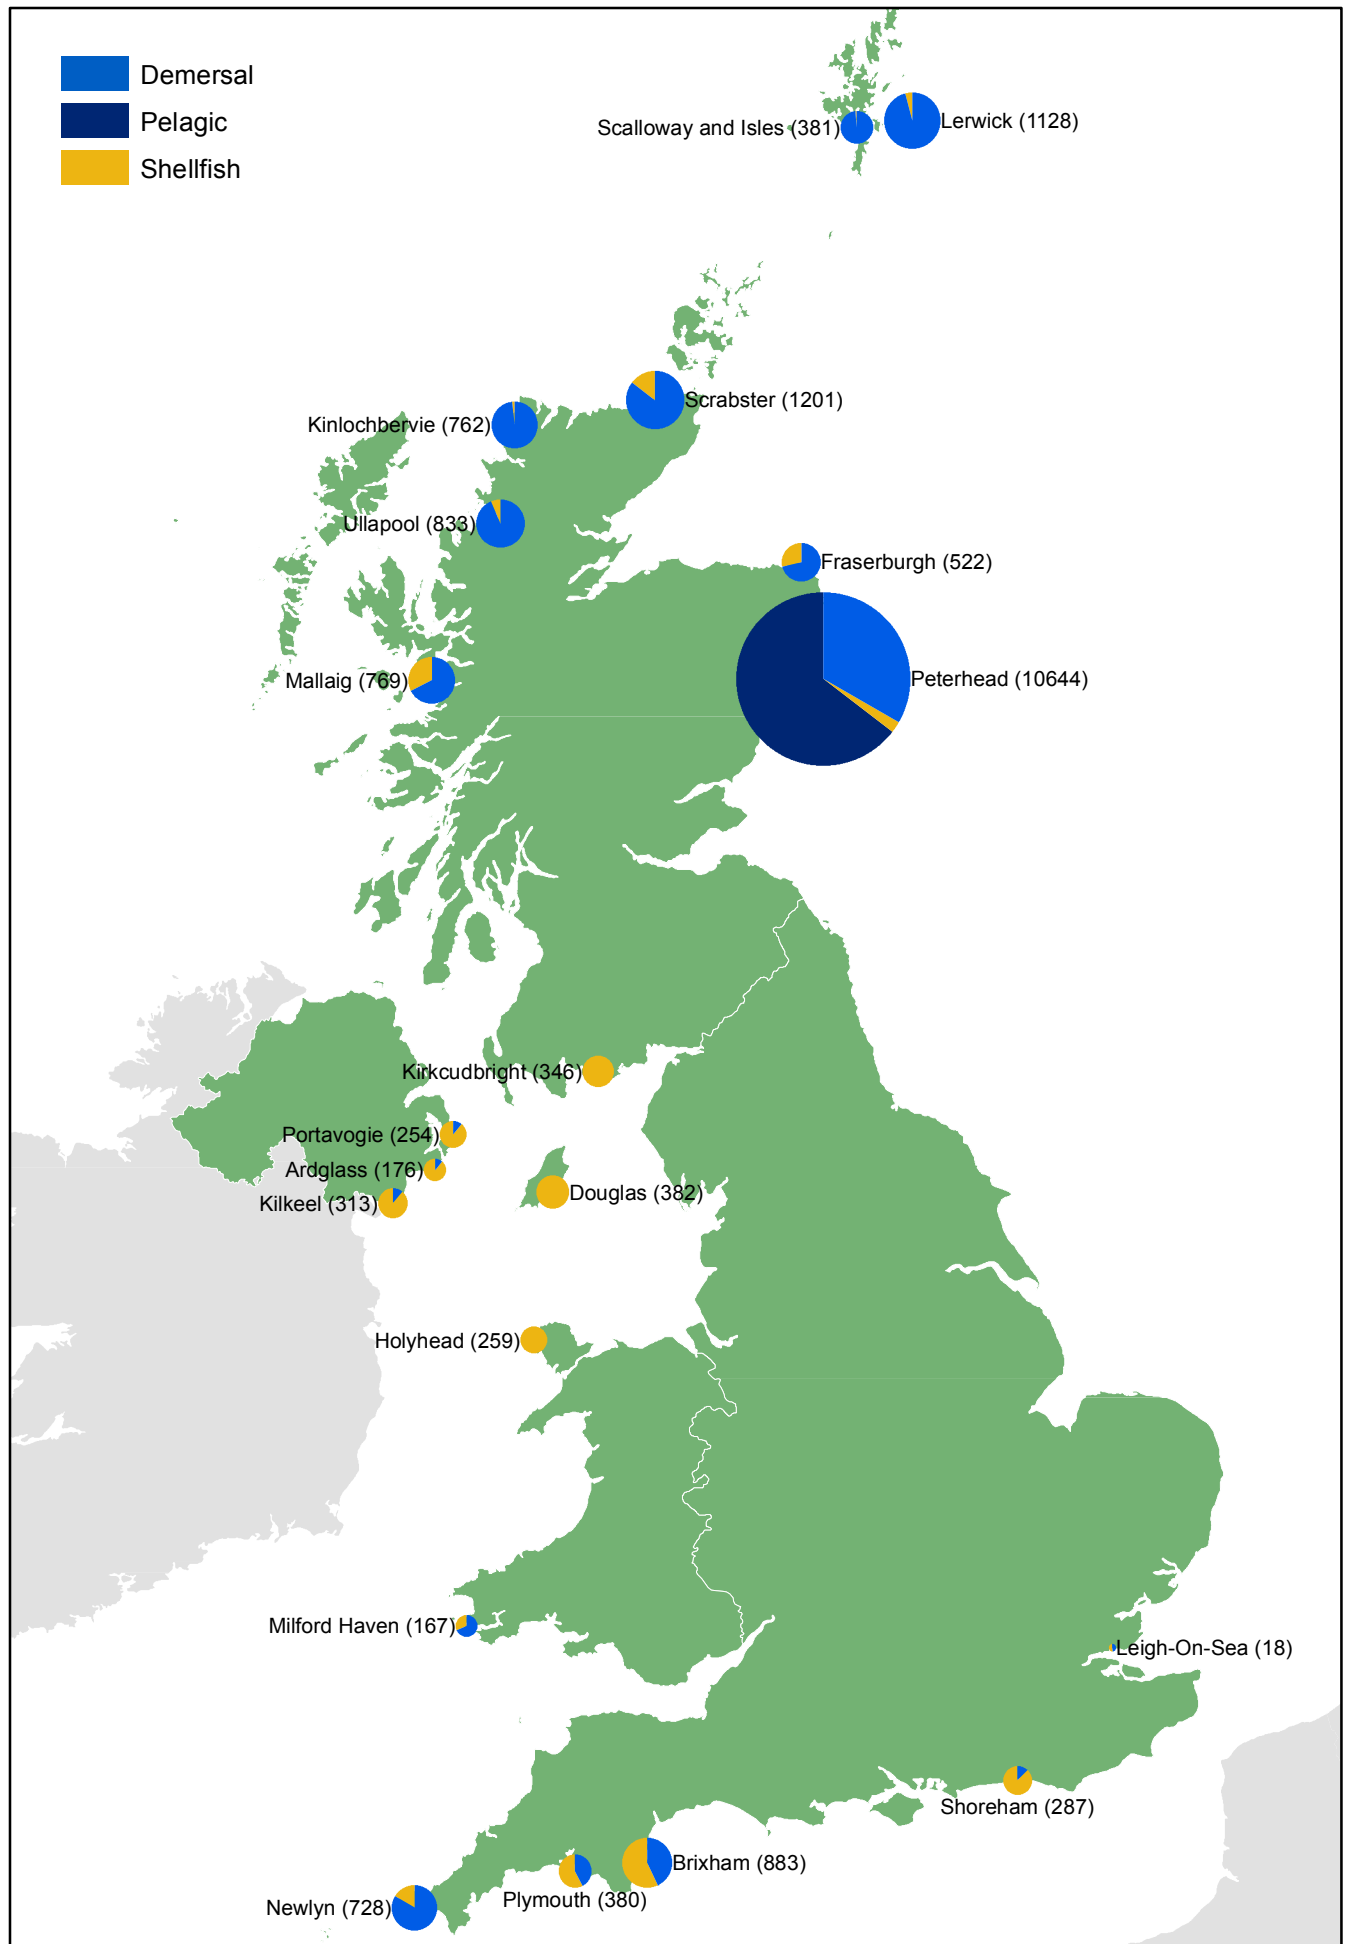 Demersal
Pelagic
Shellfish
Scalloway and Isles (381)
Lerwick (1128)
Scrabster (1201)
Kinlochbervie (762)
Ullapool (833)
Fraserburgh (522)
Mallaig (769)
Peterhead (10644)
Kirkcudbright (346)
Portavogie (254)
Ardglass (176)
Douglas (382)
Kilkeel (313)
Holyhead (259)
Milford Haven (167)
Leigh-On-Sea (18)
Shoreham (287)
Brixham (883)
Plymouth (380)
Newlyn (728)